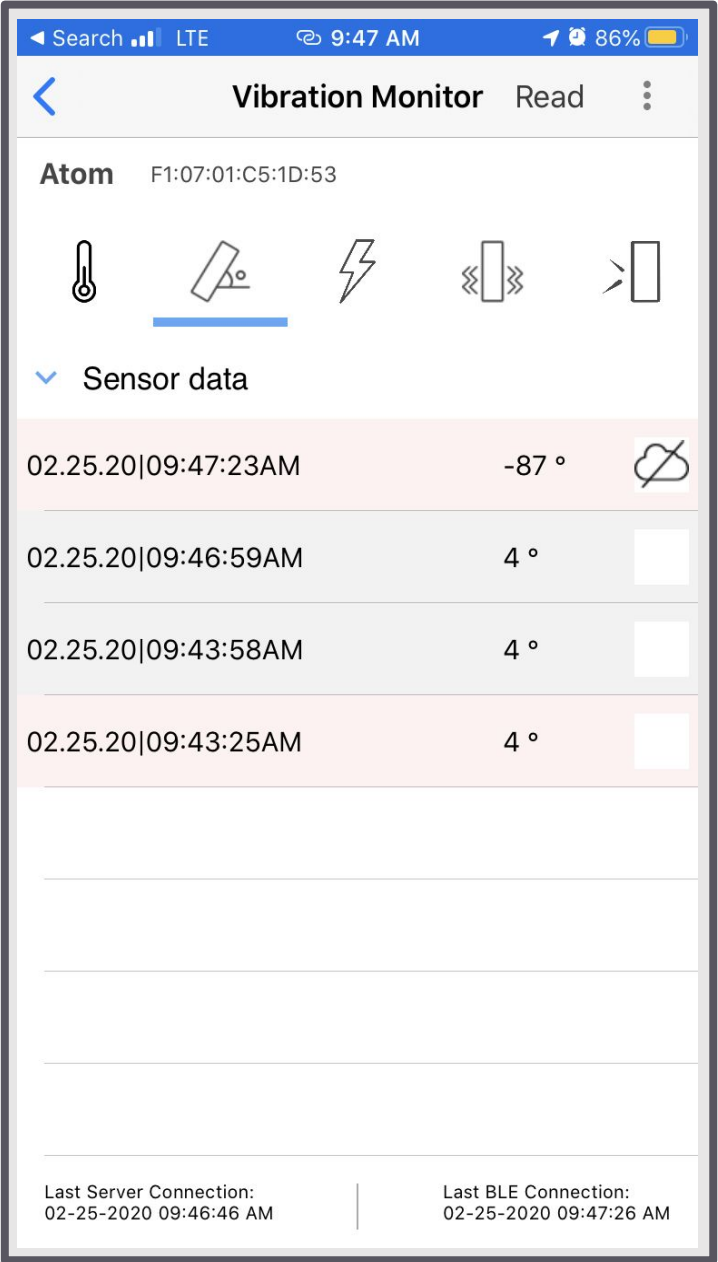 Search LTE 9:47 AM 86%
Vibration Monitor Read
Atom F1:07:01:C5:1D:53
Sensor data
02.25.20|09:47:23AM -87 °
02.25.20|09:46:59AM 4 °
02.25.20|09:43:58AM 4 °
02.25.20|09:43:25AM 4 °
Last Server Connection:
02-25-2020 09:46:46 AM
Last BLE Connection:
02-25-2020 09:47:26 AM